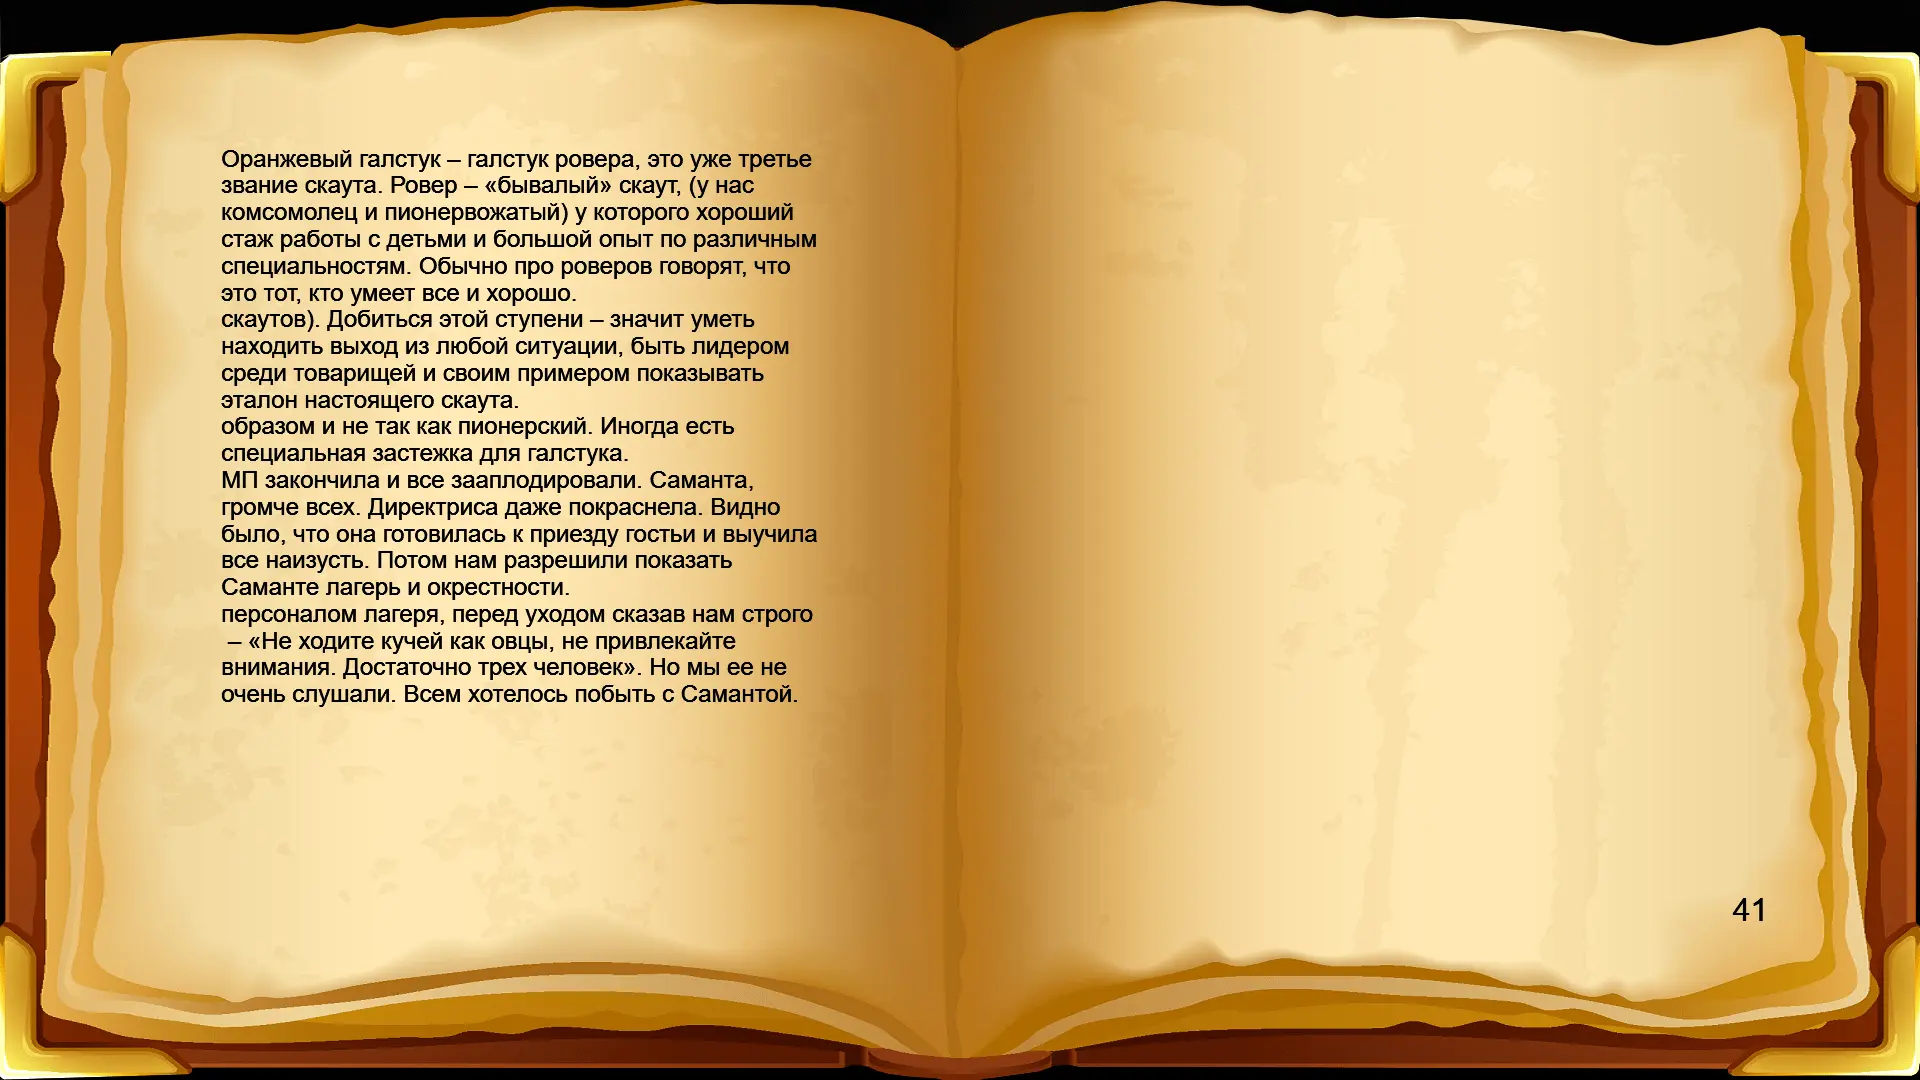 Оранжевый галстук – галстук ровера, это уже третье
звание скаута. Ровер – «бывалый» скаут, (у нас
комсомолец и пионервожатый) у которого хороший
стаж работы с детьми и большой опыт по различным
специальностям. Обычно про роверов говорят, что
это тот, кто умеет все и хорошо.
скаутов). Добиться этой ступени – значит уметь
находить выход из любой ситуации, быть лидером
среди товарищей и своим примером показывать
эталон настоящего скаута.
образом и не так как пионерский. Иногда есть
специальная застежка для галстука.
МП закончила и все зааплодировали. Саманта,
громче всех. Директриса даже покраснела. Видно
было, что она готовилась к приезду гостьи и выучила
все наизусть. Потом нам разрешили показать
Саманте лагерь и окрестности.
персоналом лагеря, перед уходом сказав нам строго
– «Не ходите кучей как овцы, не привлекайте
внимания. Достаточно трех человек». Но мы ее не
очень слушали. Всем хотелось побыть с Самантой.
41